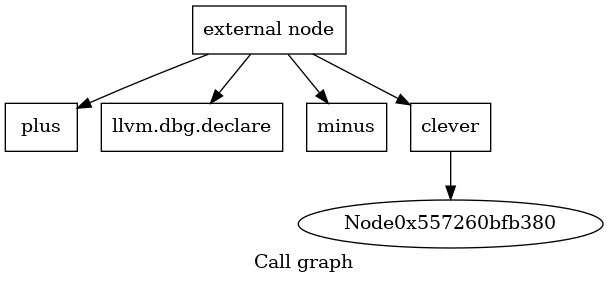 external node
plus
llvm.dbg.declare
minus
clever
Node0x557260bfb380
Call graph